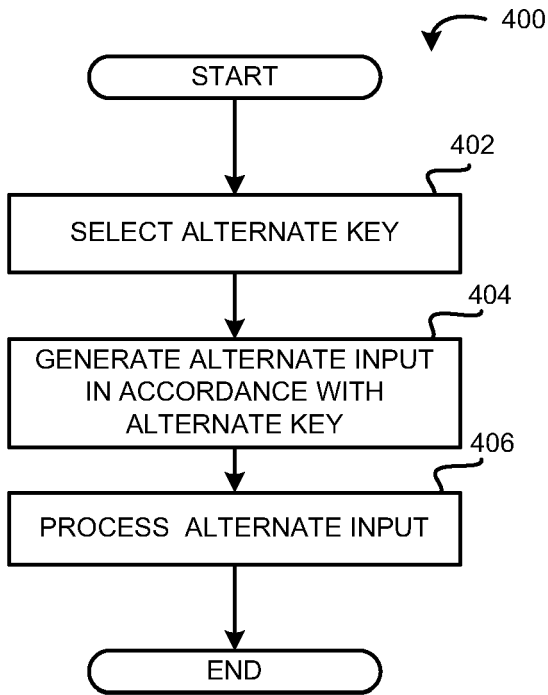 400
START
402
SELECT ALTERNATE KEY
404
GENERATE ALTERNATE INPUT
IN ACCORDANCE WITH
ALTERNATE KEY
406
PROCESS ALTERNATE INPUT
END